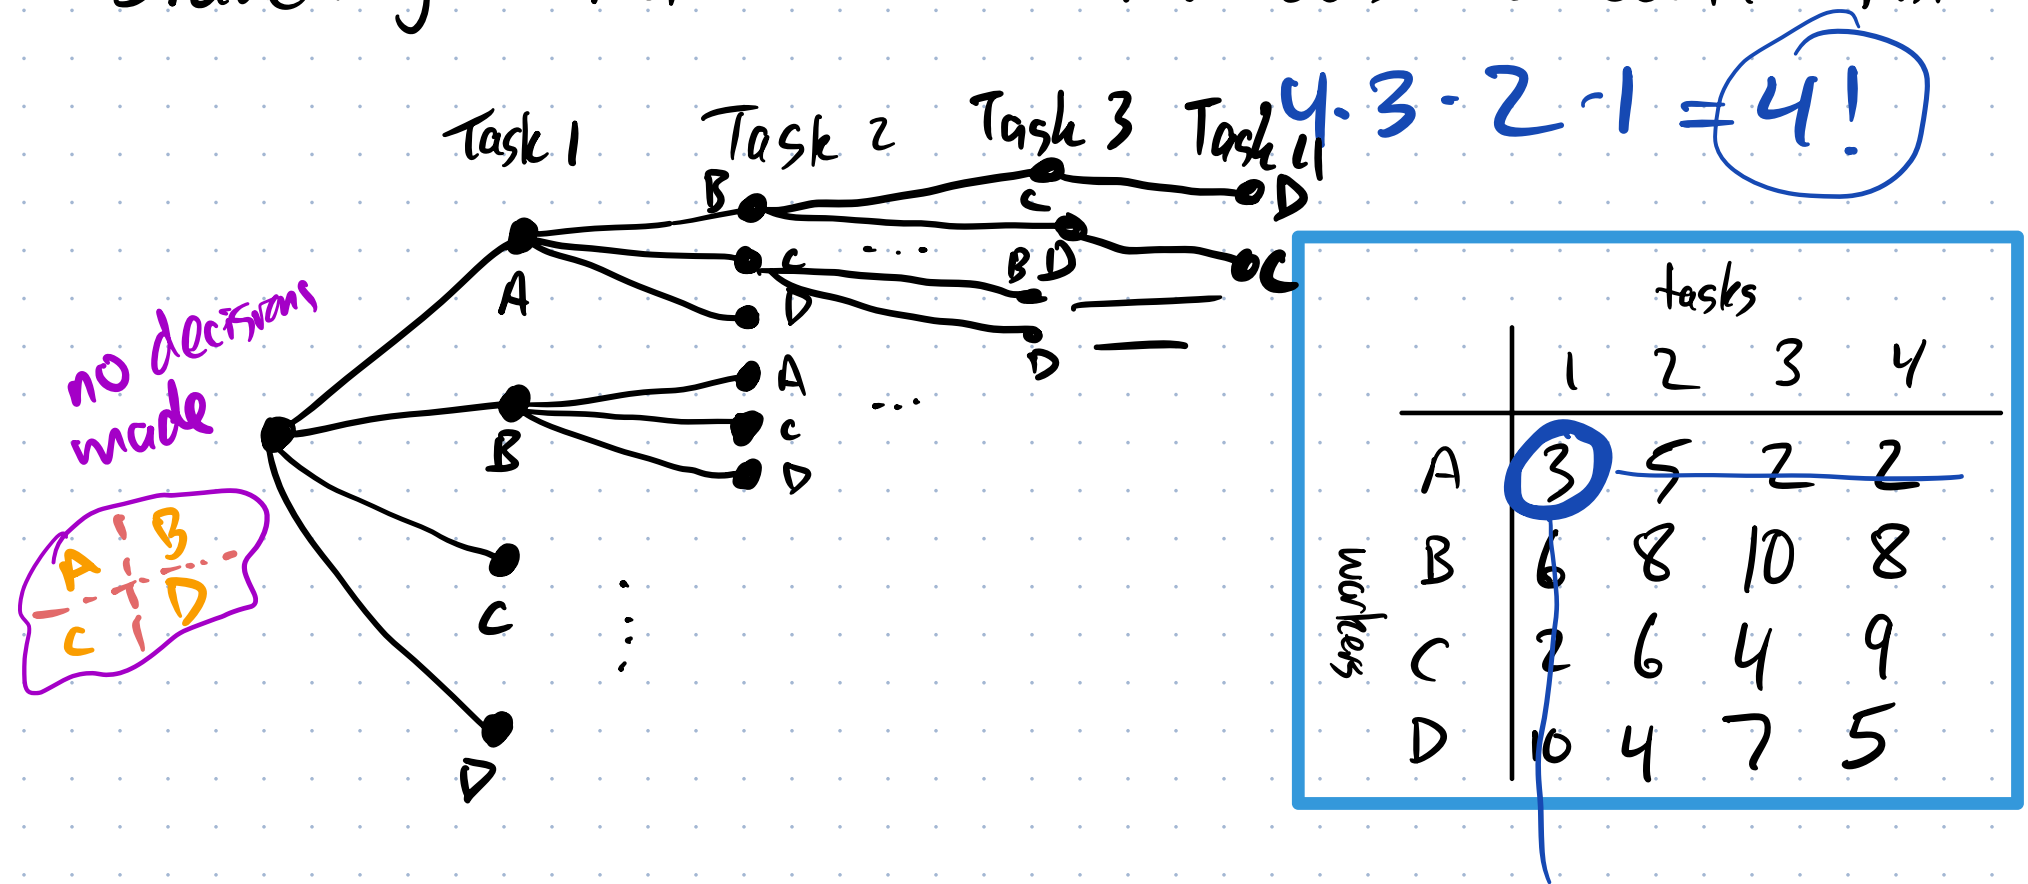 4·3·2·1 = 4!
Task 1 Task 2 Task 3 Task 4
B C D
A C B D C
D
D
no decisions
made
A
B C
D
A B
C D
C
D
tasks
1 2 3 4
workers
A 3 5 2 2
B 6 8 10 8
C 2 6 4 9
D 10 4 7 5